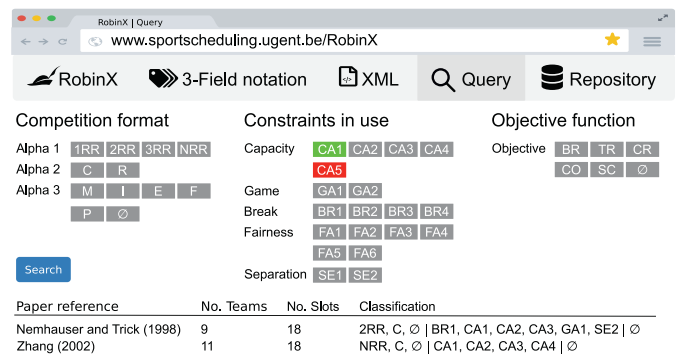 RobinX | Query
www.sportscheduling.ugent.be/RobinX
RobinX 3-Field notation </> XML Query Repository
Competition format Constraints in use Objective function
Alpha 1 1RR 2RR 3RR NRR Capacity CA1 CA2 CA3 CA4 Objective BR TR CR
Alpha 2 C R CA5 CO SC ∅
Alpha 3 M I E F Game GA1 GA2
P ∅ Break BR1 BR2 BR3 BR4
Fairness FA1 FA2 FA3 FA4
FA5 FA6
Search Separation SE1 SE2
Paper reference No. Teams No. Slots Classification
Nemhauser and Trick (1998) 9 18 2RR, C, ∅ | BR1, CA1, CA2, CA3, GA1, SE2 | ∅
Zhang (2002) 11 18 NRR, C, ∅ | CA1, CA2, CA3, CA4 | ∅